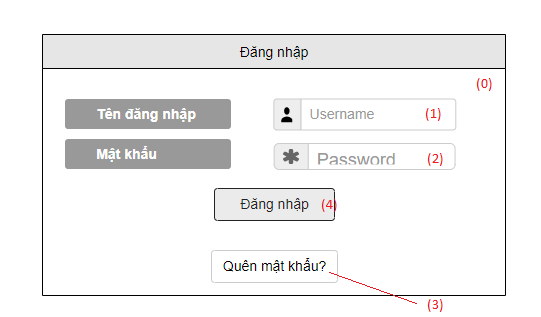 Đăng nhập
(0)
Tên đăng nhập Username (1)
Mật khẩu Password (2)
Đăng nhập (4)
Quên mật khẩu?
(3)